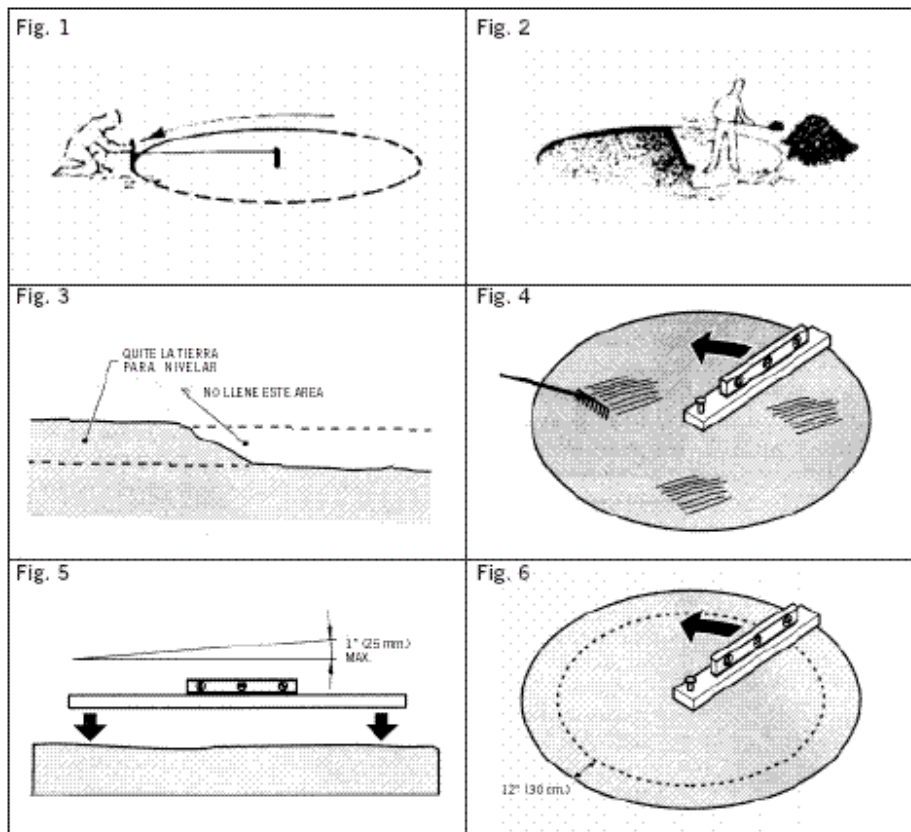 Fig. 1
Fig. 2
Fig. 3
QUITE LA TIERRA
PARA NIVELAR
NO LLENE ESTE AREA
Fig. 4
Fig. 5
1" (25 mm.)
MAX.
Fig. 6
12" (30 cm.)